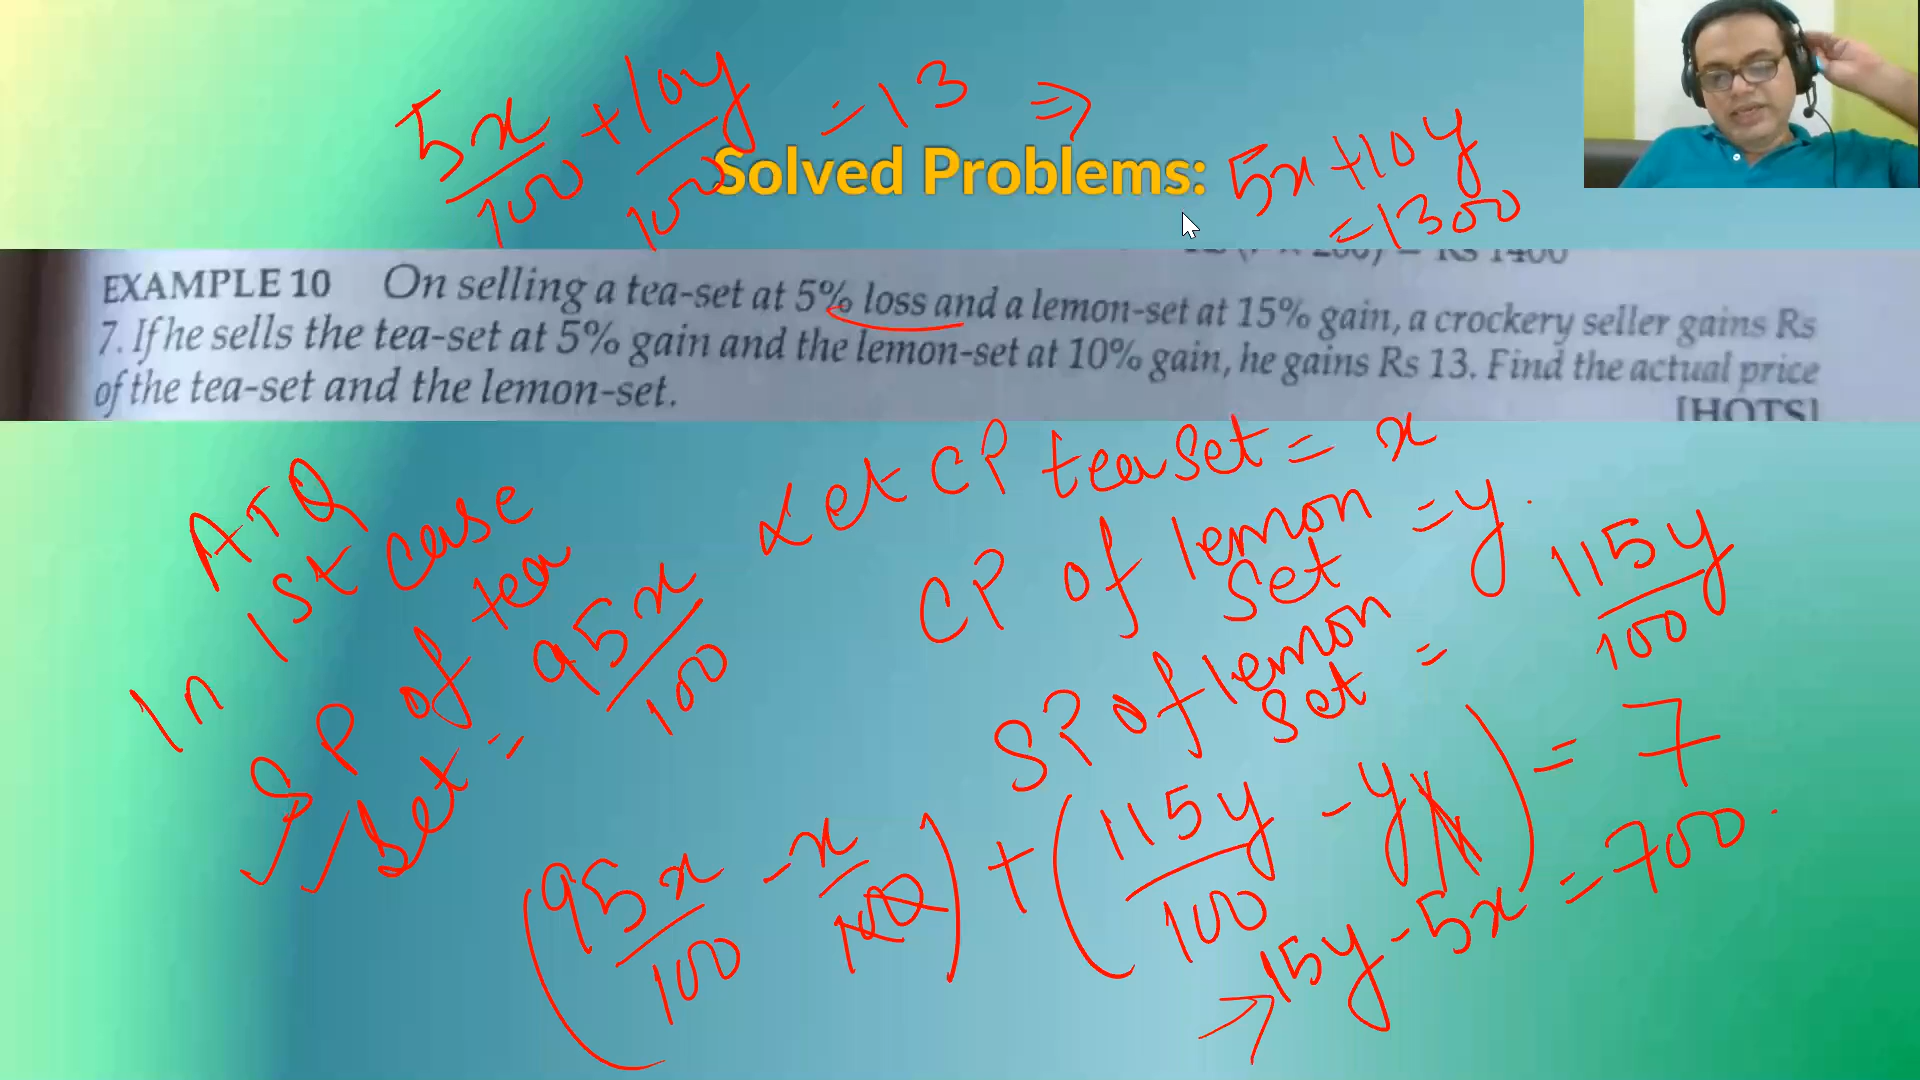 5x/100 + 10y/100 = 13 ⇒
Solved Problems:
5x + 10y
= 1300
EXAMPLE 10 On selling a tea-set at 5% loss and a lemon-set at 15% gain, a crockery seller gains Rs
7. If he sells the tea-set at 5% gain and the lemon-set at 10% gain, he gains Rs 13. Find the actual price
of the tea-set and the lemon-set.
[HOTS]
Let CP tea set = x
CP of lemon set = y.
ATQ
In 1st case
SP of tea set = 95x/100
SP of lemon set = 115y/100
(95x/100 - x) + (115y/100 - y) = 7
→ 15y - 5x = 700.